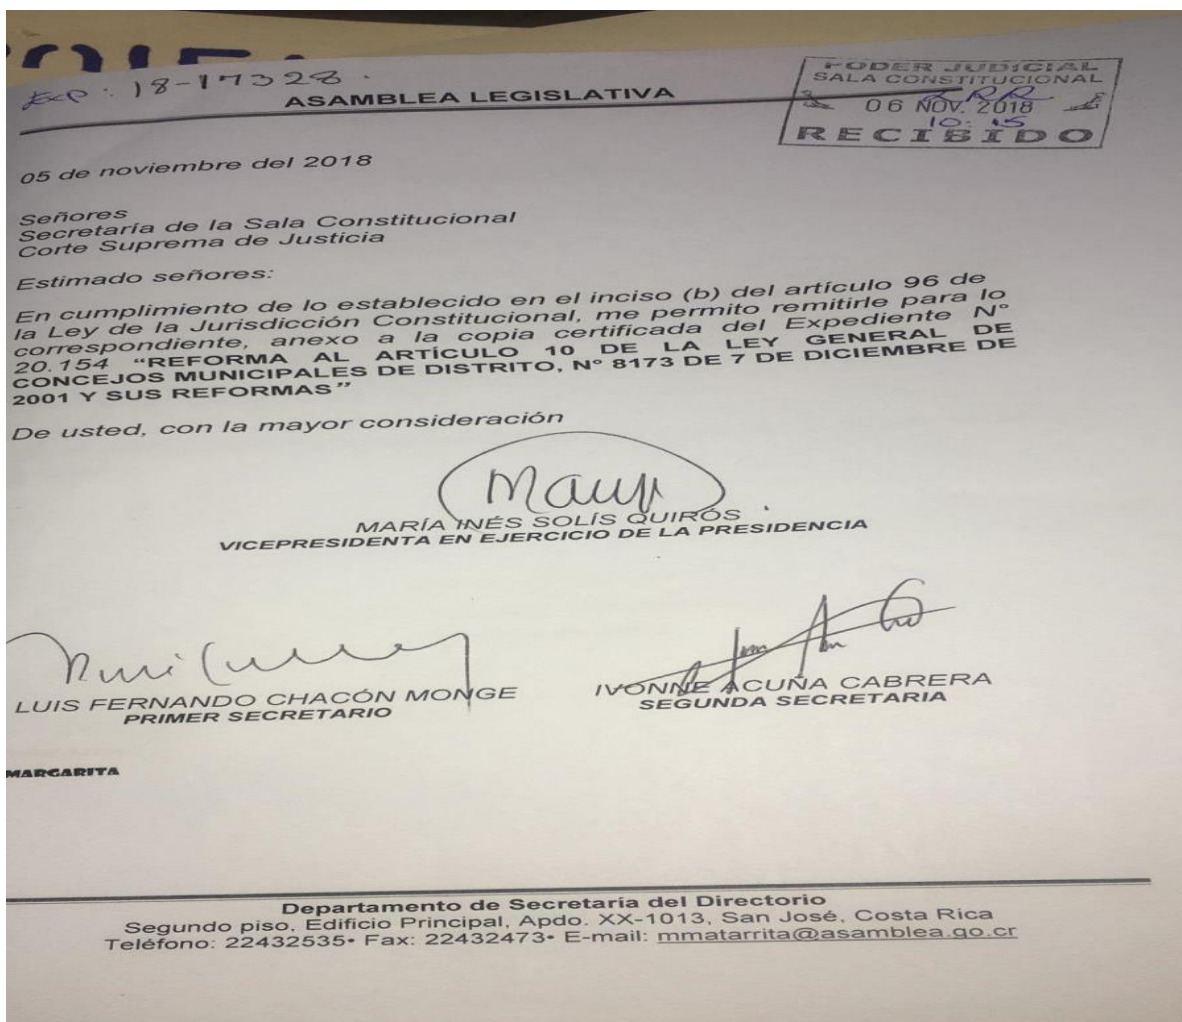 Exp: 18-17328.
ASAMBLEA LEGISLATIVA
PODER JUDICIAL
SALA CONSTITUCIONAL
06 NOV. 2018
10:15
RECIBIDO
05 de noviembre del 2018
Señores
Secretaría de la Sala Constitucional
Corte Suprema de Justicia
Estimado señores:
En cumplimiento de lo establecido en el inciso (b) del artículo 96 de
la Ley de la Jurisdicción Constitucional, me permito remitirle para lo
correspondiente, anexo a la copia certificada del Expediente N°
20.154 “REFORMA AL ARTÍCULO 10 DE LA LEY GENERAL DE
CONCEJOS MUNICIPALES DE DISTRITO, N° 8173 DE 7 DE DICIEMBRE DE
2001 Y SUS REFORMAS”
De usted, con la mayor consideración
MARÍA INÉS SOLÍS QUIRÓS
VICEPRESIDENTA EN EJERCICIO DE LA PRESIDENCIA
LUIS FERNANDO CHACÓN MONGE
PRIMER SECRETARIO
IVONNE ACUÑA CABRERA
SEGUNDA SECRETARIA
MARGARITA
Departamento de Secretaría del Directorio
Segundo piso, Edificio Principal, Apdo. XX-1013, San José, Costa Rica
Teléfono: 22432535• Fax: 22432473• E-mail: mmatarrita@asamblea.go.cr